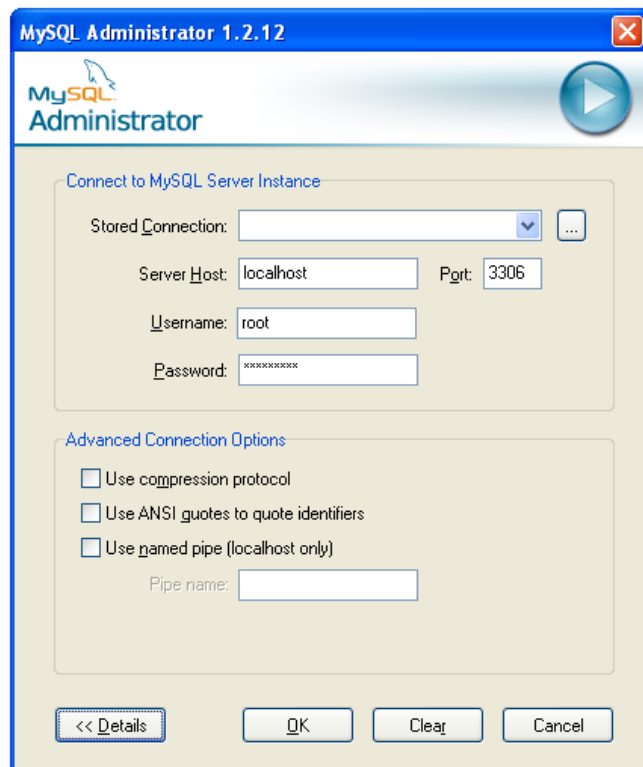 MySQL Administrator 1.2.12
MySQL
Administrator
Connect to MySQL Server Instance
Stored Connection: ...
Server Host: localhost Port: 3306
Username: root
Password: *********
Advanced Connection Options
Use compression protocol
Use ANSI quotes to quote identifiers
Use named pipe (localhost only)
Pipe name:
<< Details OK Clear Cancel